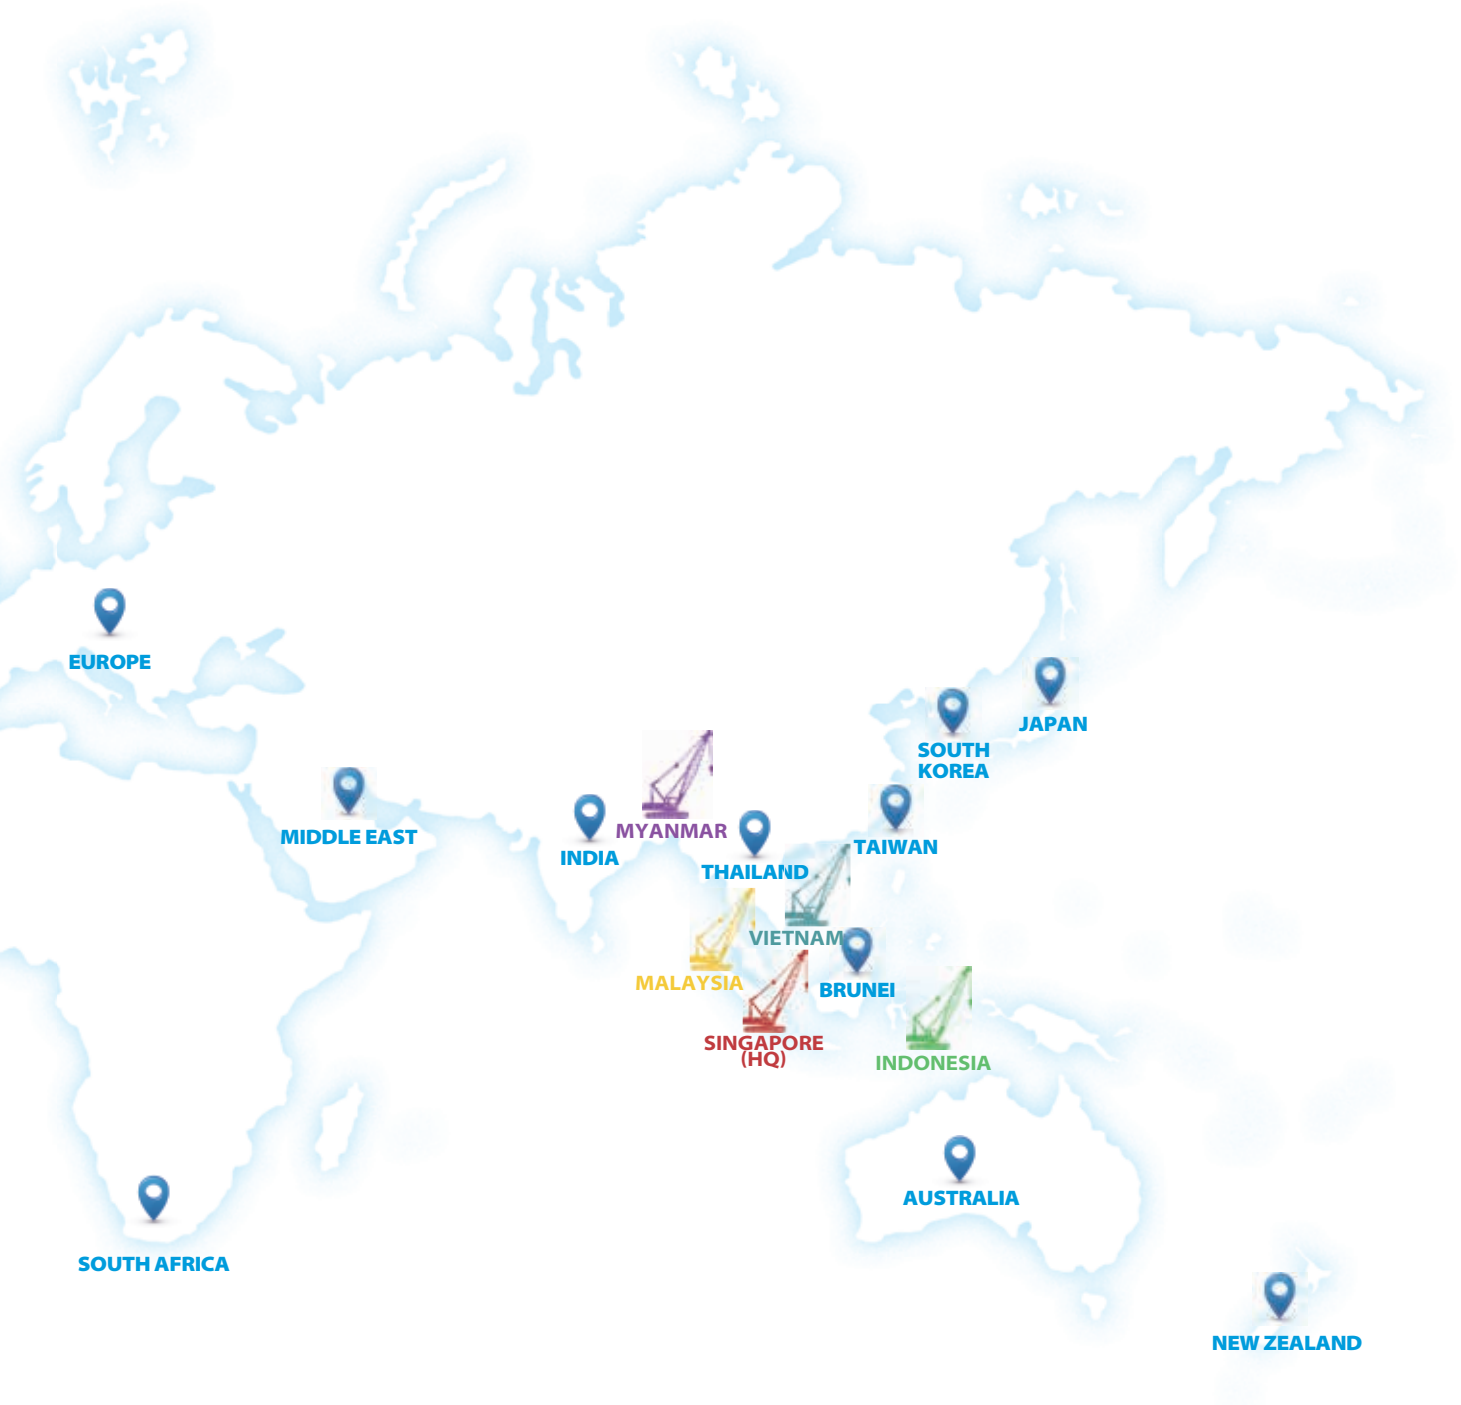 EUROPE
JAPAN
SOUTH
KOREA
MYANMAR
MIDDLE EAST
TAIWAN
INDIA
THAILAND
VIETNAM
MALAYSIA
BRUNEI
SINGAPORE
(HQ)
INDONESIA
AUSTRALIA
SOUTH AFRICA
NEW ZEALAND